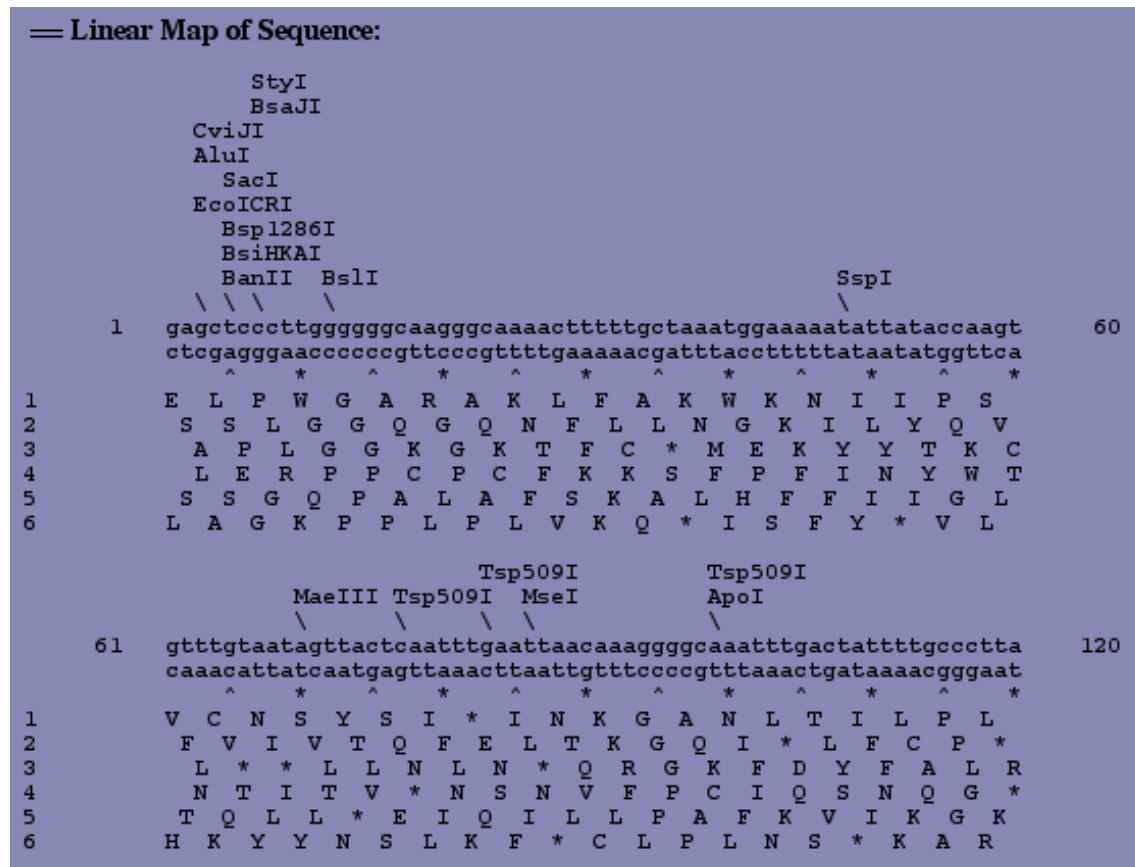 == Linear Map of Sequence:
StyI
BsaJI
CviJI
AluI
SacI
EcoICRI
Bsp1286I
BsiHKAI
BanII BslI SspI
\ \ \ \ \
1 gagctcccttggggggcaagggcaaaactttttgctaaatggaaaaatattataccaagt 60
ctcgagggaaccccccgttcccgttttgaaaaacgatttacctttttataatatggttca
^ * ^ * ^ * ^ * ^ * ^ *
1 E L P W G A R A K L F A K W K N I I P S
2 S S L G G Q G Q N F L L N G K I L Y Q V
3 A P L G G K G K T F C * M E K Y Y T K C
4 L E R P P C P C F K K S F P F I N Y W T
5 S S G Q P A L A F S K A L H F F I I G L
6 L A G K P P L P L V K Q * I S F Y * V L
Tsp509I Tsp509I
MaeIII Tsp509I MseI ApoI
\ \ \ \ \
61 gtttgtaatagttactcaatttgaattaacaaaggggcaaatttgactattttgccctta 120
caaacattatcaatgagttaaacttaattgtttccccgtttaaactgataaaacgggaat
^ * ^ * ^ * ^ * ^ * ^ *
1 V C N S Y S I * I N K G A N L T I L P L
2 F V I V T Q F E L T K G Q I * L F C P *
3 L * * L L N L N * Q R G K F D Y F A L R
4 N T I T V * N S N V F P C I Q S N Q G *
5 T Q L L * E I Q I L L P A F K V I K G K
6 H K Y Y N S L K F * C L P L N S * K A R